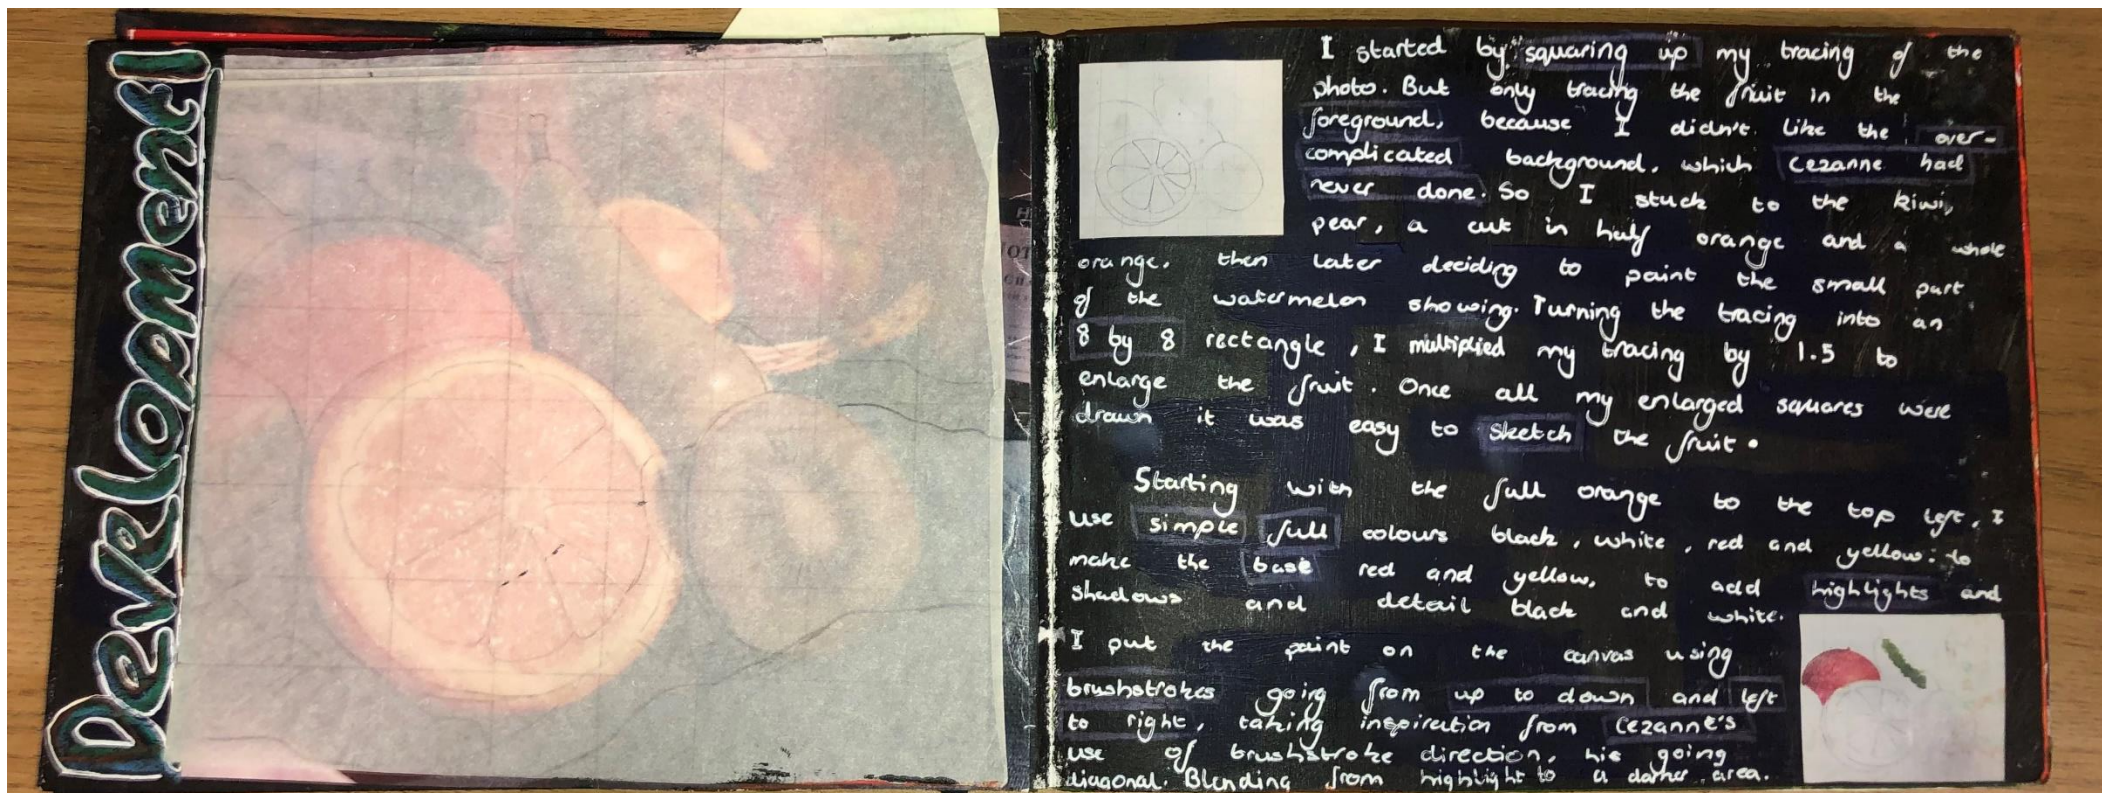 Development
I started by squaring up my tracing of the
photo. But only tracing the fruit in the
foreground, because I didn't like the over-
complicated background, which Cezanne had
never done. So I stuck to the kiwi,
pear, a cut in half orange and a whole
orange, then later deciding to paint the small part
of the watermelon showing. Turning the tracing into an
8 by 8 rectangle, I multiplied my tracing by 1.5 to
enlarge the fruit. Once all my enlarged squares were
drawn it was easy to sketch the fruit.
Starting with the full orange to the top left, I
use simple full colours black, white, red and yellow: to
make the base red and yellow, to add highlights and
shadows and detail black and white.
I put the paint on the canvas using
brushstrokes going from up to down and left
to right, taking inspiration from Cezanne's
use of brushstroke direction, his going
diagonal. Blending from highlight to a darker area.